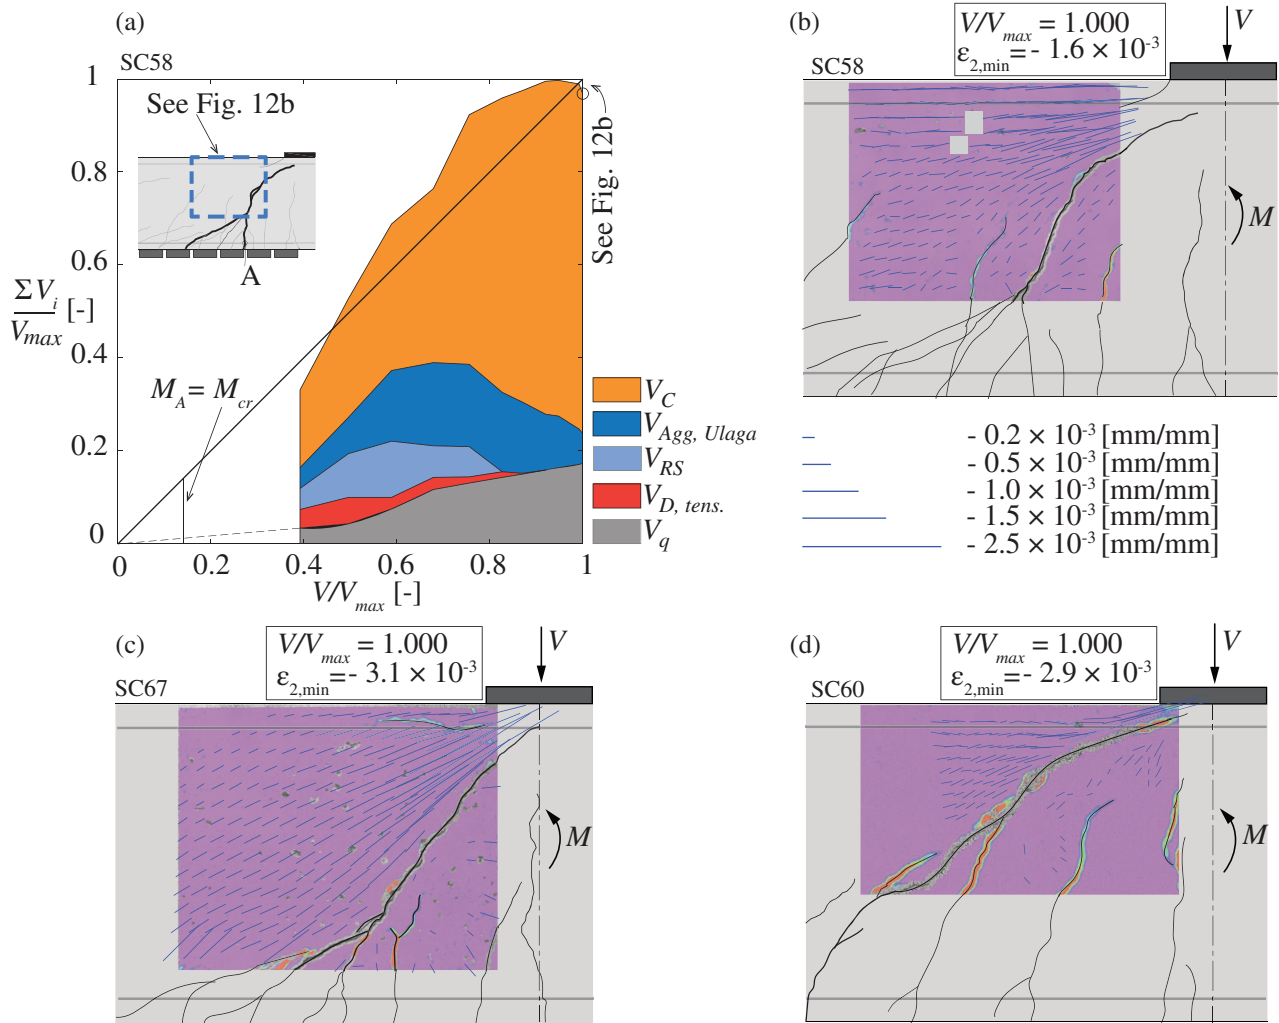 (a)
SC58
See Fig. 12b
A
ΣV_i
V_max [-]
1
0.8
0.6
0.4
0.2
0
M_A = M_cr
0 0.2 0.4 0.6 0.8 1
V/V_max [-]
See Fig. 12b
V_C
V_Agg, Ulaga
V_RS
V_D, tens.
V_q
(b)
V/V_max = 1.000
ε_2,min = - 1.6 × 10^-3
V
SC58
M
- 0.2 × 10^-3 [mm/mm]
- 0.5 × 10^-3 [mm/mm]
- 1.0 × 10^-3 [mm/mm]
- 1.5 × 10^-3 [mm/mm]
- 2.5 × 10^-3 [mm/mm]
(c)
V/V_max = 1.000
ε_2,min = - 3.1 × 10^-3
V
SC67
M
(d)
V/V_max = 1.000
ε_2,min = - 2.9 × 10^-3
V
SC60
M